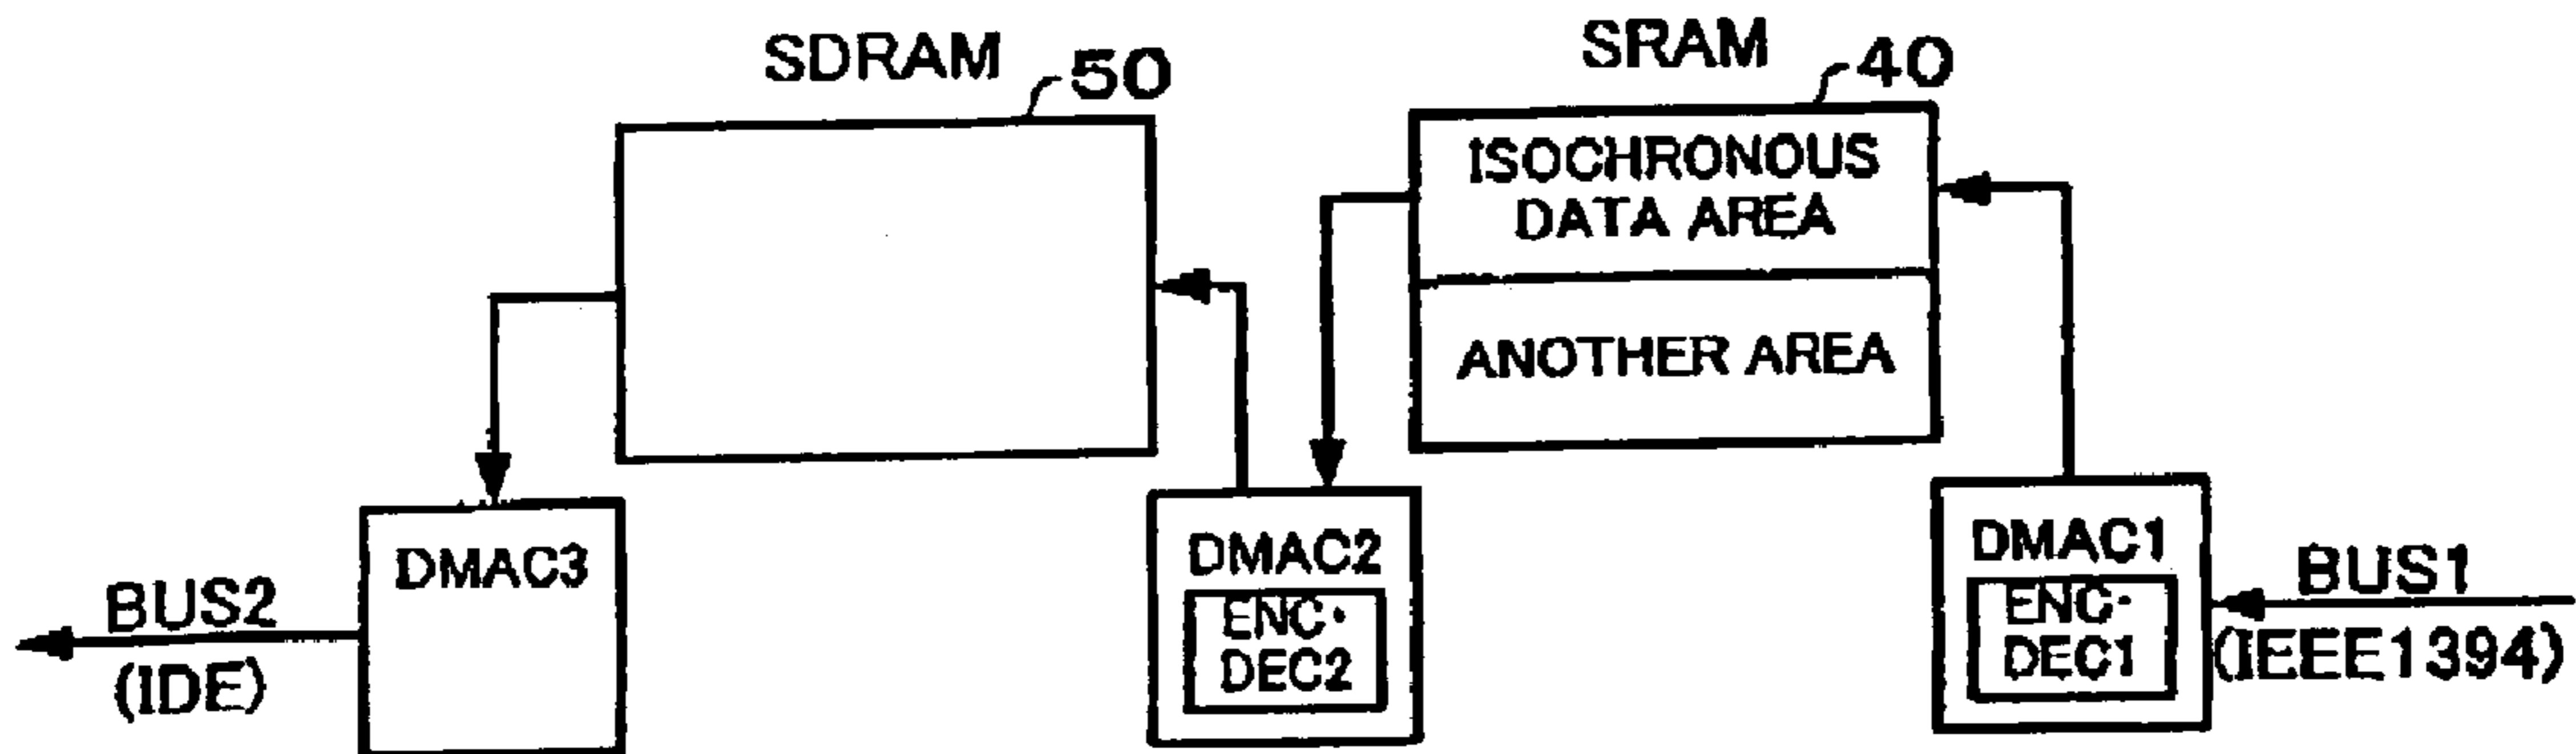 SDRAM
50
SRAM
40
ISOCHRONOUS
DATA AREA
ANOTHER AREA
DMAC3
BUS2
(IDE)
DMAC2
ENC·
DEC2
DMAC1
ENC·
DEC1
BUS1
(IEEE1394)